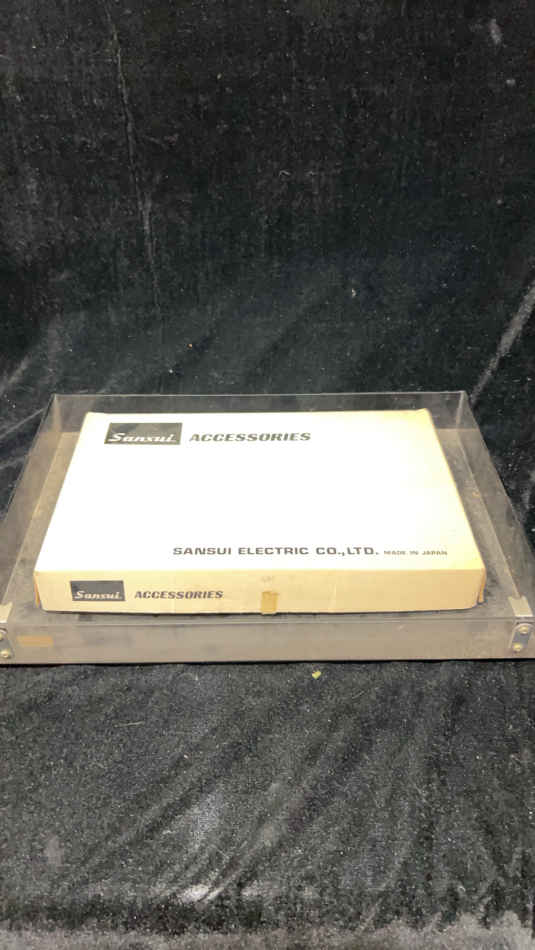 Sansui ACCESSORIES
SANSUI ELECTRIC CO.,LTD. MADE IN JAPAN
Sansui ACCESSORIES